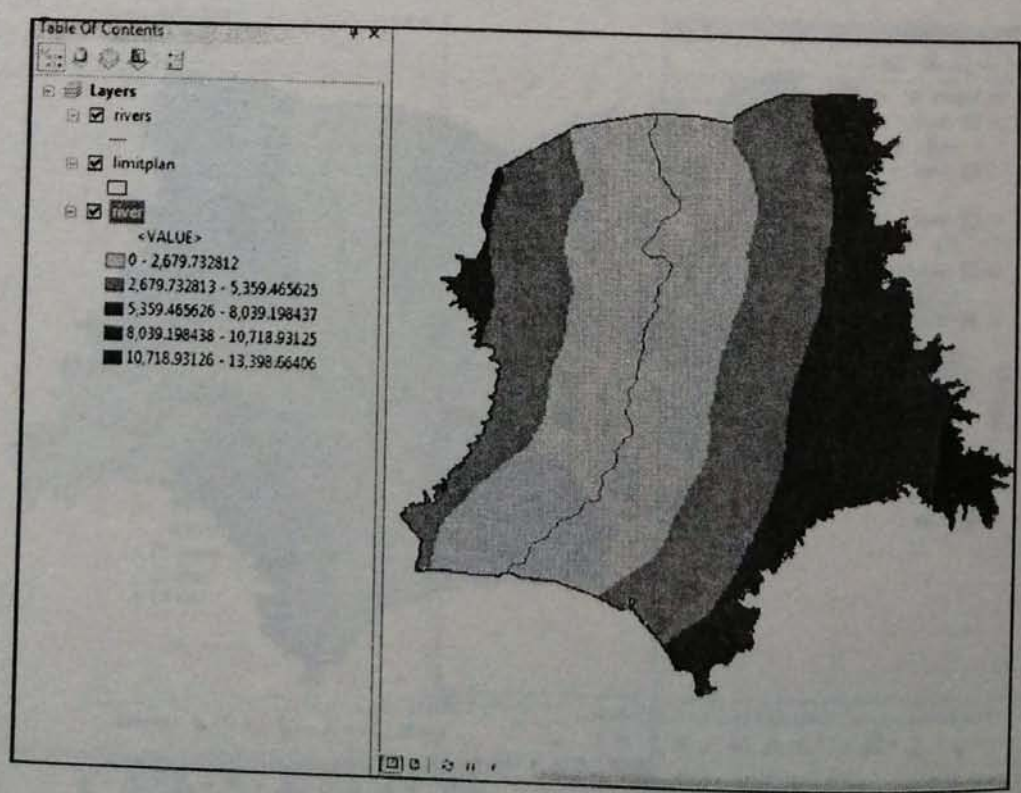 Table Of Contents
Layers
rivers
limitplan
river
<VALUE>
0 - 2,679.732812
2,679.732813 - 5,359.465625
5,359.465626 - 8,039.198437
8,039.198438 - 10,718.93125
10,718.93126 - 13,398.66406